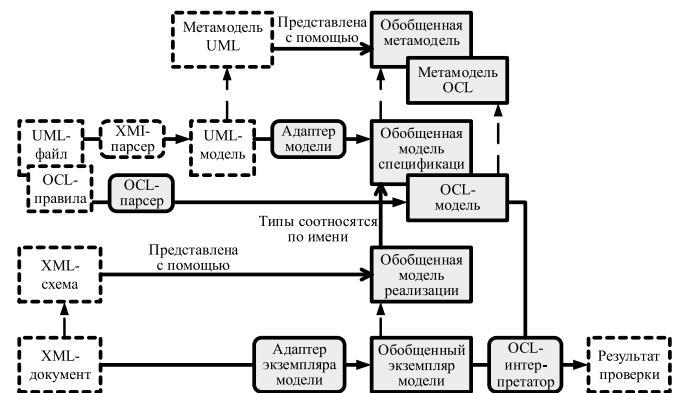 Метамодель
UML
Представлена
с помощью
Обобщенная
метамодель
Метамодель
OCL
UML-
файл
XMI-
парсер
UML-
модель
Адаптер
модели
Обобщенная
модель
спецификаци
OCL-
правила
OCL-
парсер
OCL-
модель
Типы соотносятся
по имени
XML-
схема
Представлена
с помощью
Обобщенная
модель
реализации
XML-
документ
Адаптер
экземпляра
модели
Обобщенный
экземпляр
модели
OCL-
интер-
претатор
Результат
проверки